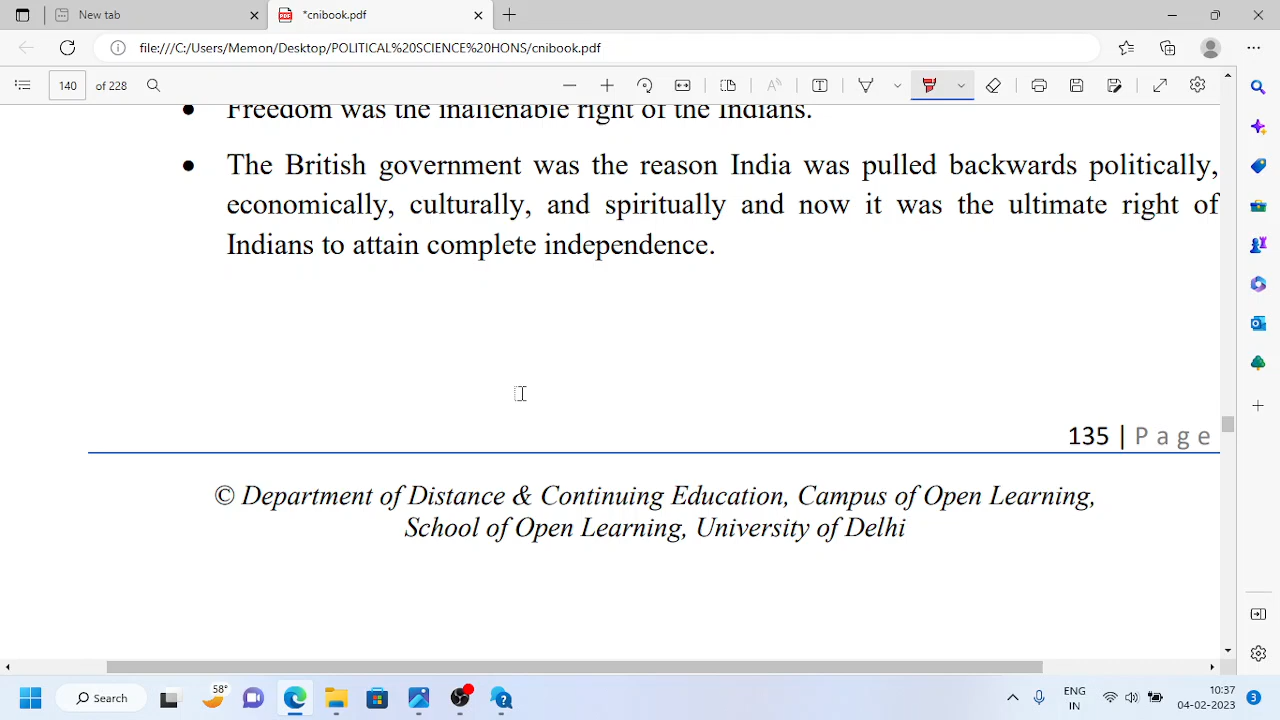 New tab
*cnibook.pdf
file:///C:/Users/Memon/Desktop/POLITICAL%20SCIENCE%20HONS/cnibook.pdf
140 of 228
• Freedom was the inalienable right of the Indians.
• The British government was the reason India was pulled backwards politically,
economically, culturally, and spiritually and now it was the ultimate right of
Indians to attain complete independence.
135 | Page
© Department of Distance & Continuing Education, Campus of Open Learning,
School of Open Learning, University of Delhi
Search
58°
ENG
IN
10:37
04-02-2023
3